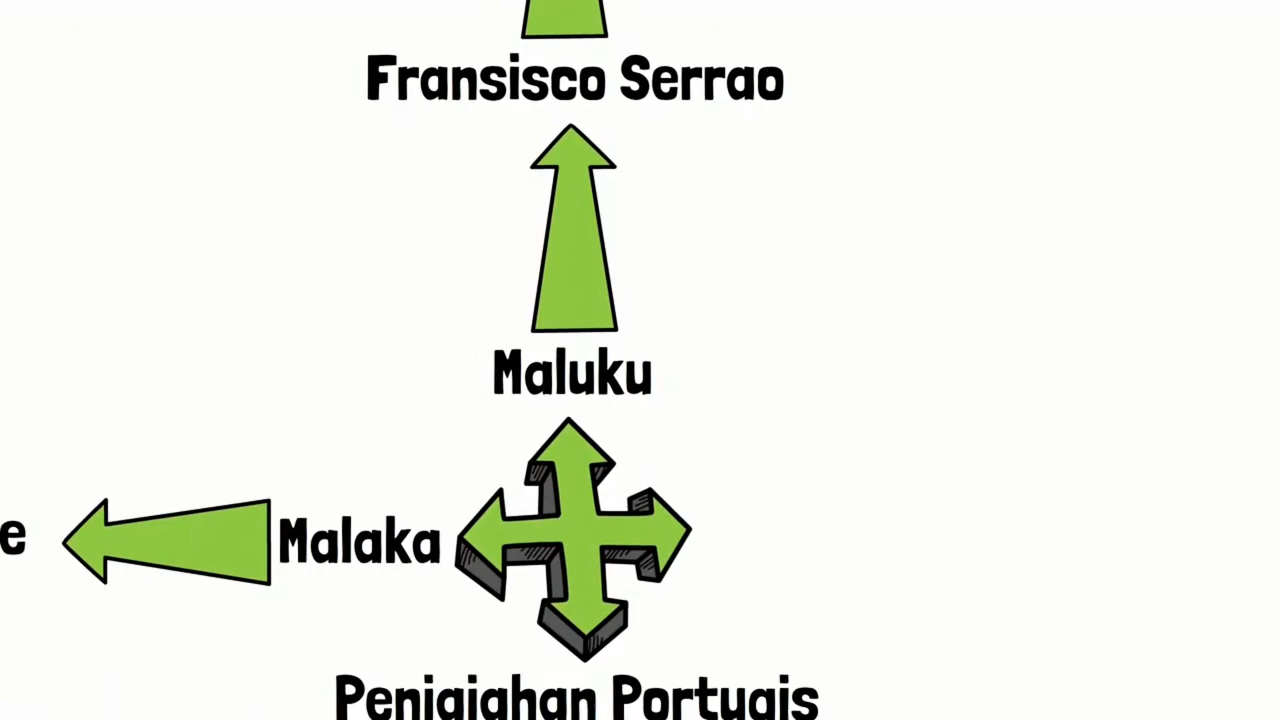 Fransisco Serrao
Maluku
e
Malaka
Penjajahan Portugis